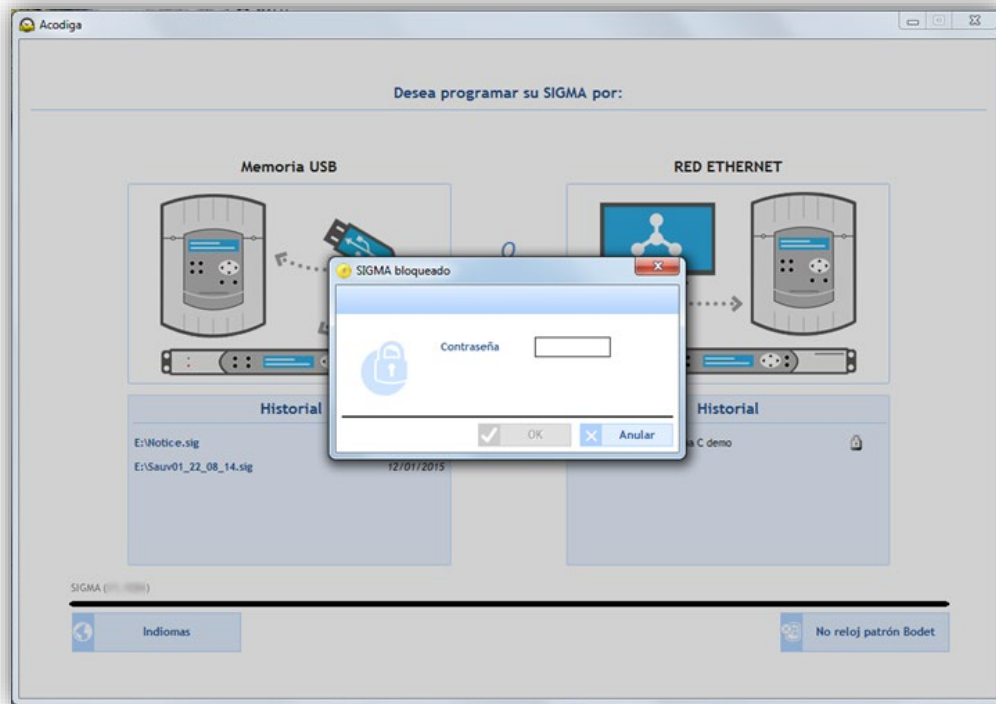 Acodiga
Desea programar su SIGMA por:
Memoria USB
RED ETHERNET
o
SIGMA bloqueado
Contraseña
OK
Anular
Historial
E:\Notice.sig
E:\Sauv01_22_08_14.sig
12/01/2015
Historial
C demo
SIGMA (
)
Indiomas
No reloj patrón Bodet